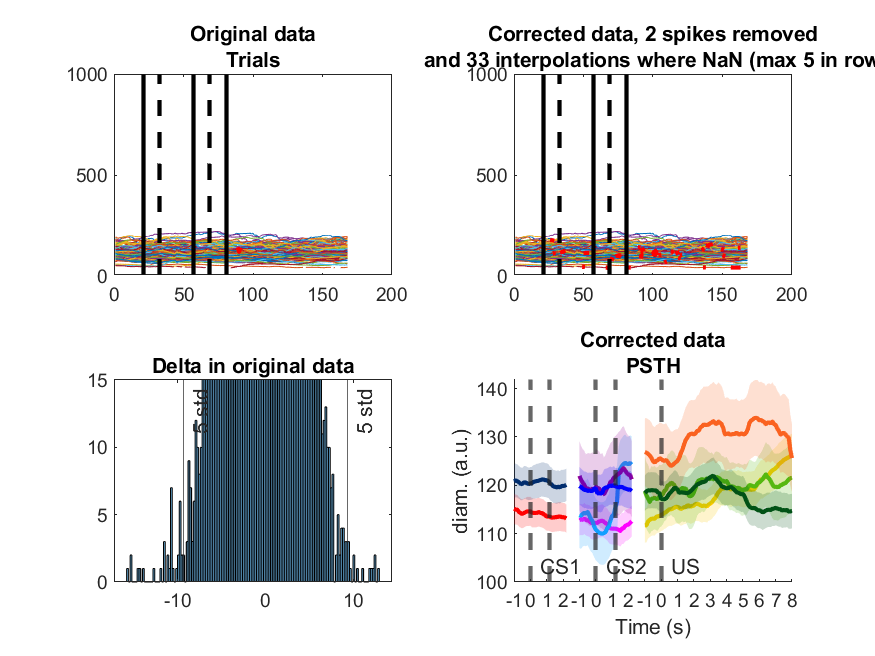 Original data
Trials
1000
500
0
0 50 100 150 200
Corrected data, 2 spikes removed
and 33 interpolations where NaN (max 5 in row
1000
500
0
0 50 100 150 200
Delta in original data
15
10
5
0
-10 0 10
5 std
5 std
Corrected data
PSTH
diam. (a.u.)
140
130
120
110
100
CS1 CS2 US
-1 0 1 2 -1 0 1 2 -1 0 1 2 3 4 5 6 7 8
Time (s)